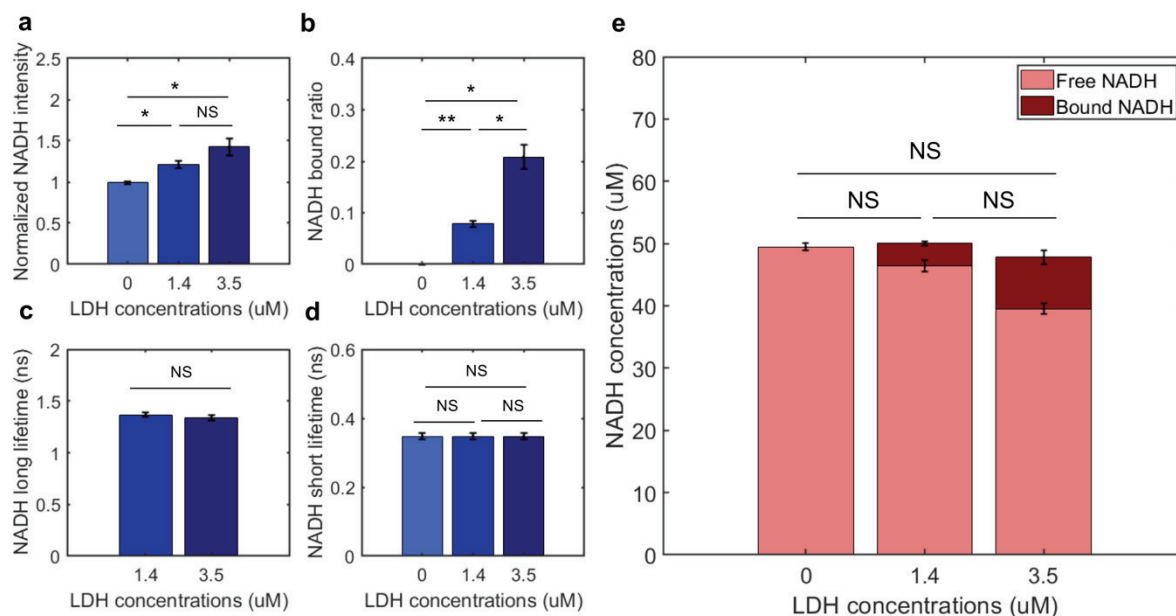 a
Normalized NADH intensity
2.5
2
1.5
1
0.5
0
*
*
NS
0 1.4 3.5
LDH concentrations (uM)
b
NADH bound ratio
0.4
0.3
0.2
0.1
0
*
** *
0 1.4 3.5
LDH concentrations (uM)
c
NADH long lifetime (ns)
2
1.5
1
0.5
0
NS
1.4 3.5
LDH concentrations (uM)
d
NADH short lifetime (ns)
0.6
0.4
0.2
0
NS
NS NS
0 1.4 3.5
LDH concentrations (uM)
e
NADH concentrations (uM)
80
70
60
50
40
30
20
10
0
Free NADH
Bound NADH
NS
NS NS
0 1.4 3.5
LDH concentrations (uM)